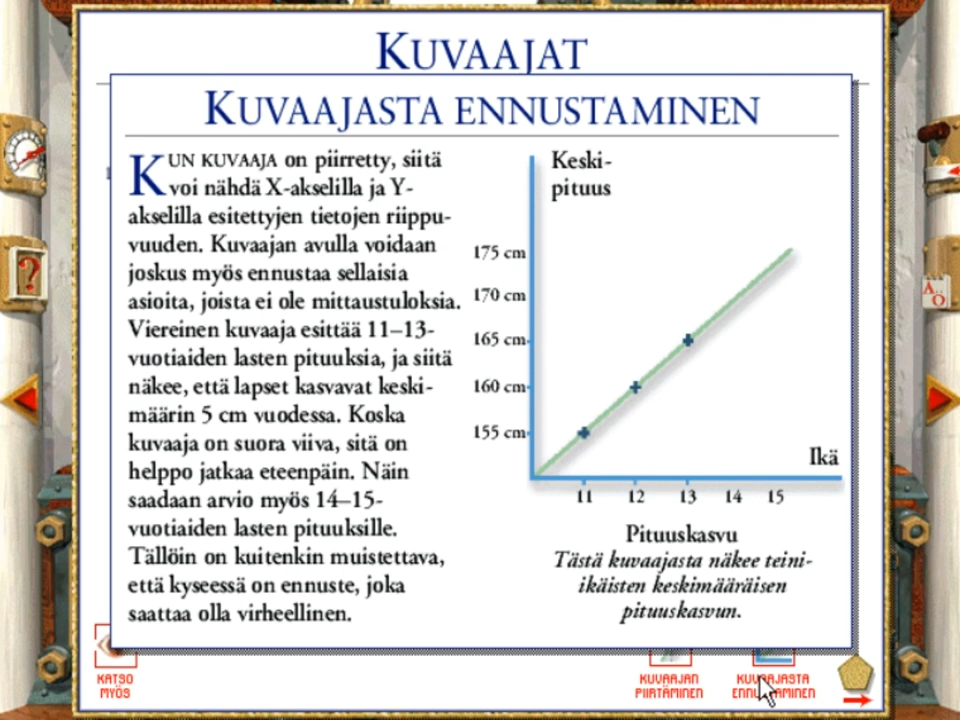 KUVAAJAT
KUVAAJASTA ENNUSTAMINEN
KUN KUVAAJA on piirretty, siitä
voi nähdä X-akselilla ja Y-
akselilla esitettyjen tietojen riippu-
vuuden. Kuvaajan avulla voidaan
joskus myös ennustaa sellaisia
asioita, joista ei ole mittaustuloksia.
Viereinen kuvaaja esittää 11–13-
vuotiaiden lasten pituuksia, ja siitä
näkee, että lapset kasvavat keski-
määrin 5 cm vuodessa. Koska
kuvaaja on suora viiva, sitä on
helppo jatkaa eteenpäin. Näin
saadaan arvio myös 14–15-
vuotiaiden lasten pituuksille.
Tällöin on kuitenkin muistettava,
että kyseessä on ennuste, joka
saattaa olla virheellinen.
Keski-
pituus
175 cm
170 cm
165 cm
160 cm
155 cm
Ikä
11 12 13 14 15
Pituuskasvu
Tästä kuvaajasta näkee teini-
ikäisten keskimääräisen
pituuskasvun.
?
A..
Ö
KATSO
MYÖS
KUVAAJAN
PIIRTÄMINEN